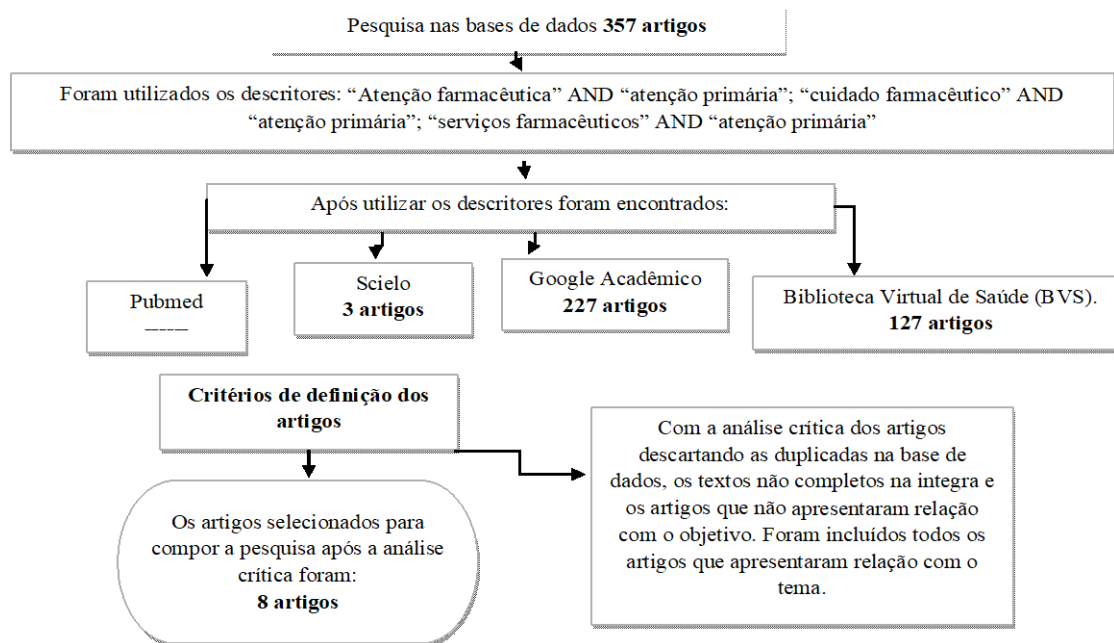 Pesquisa nas bases de dados 357 artigos
Foram utilizados os descritores: “Atenção farmacêutica” AND “atenção primária”; “cuidado farmacêutico” AND
“atenção primária”; “serviços farmacêuticos” AND “atenção primária”
Após utilizar os descritores foram encontrados:
Pubmed
------
Scielo
3 artigos
Google Acadêmico
227 artigos
Biblioteca Virtual de Saúde (BVS).
127 artigos
Critérios de definição dos
artigos
Com a análise crítica dos artigos
descartando as duplicadas na base de
dados, os textos não completos na integra e
os artigos que não apresentaram relação
com o objetivo. Foram incluídos todos os
artigos que apresentaram relação com o
tema.
Os artigos selecionados para
compor a pesquisa após a análise
crítica foram:
8 artigos